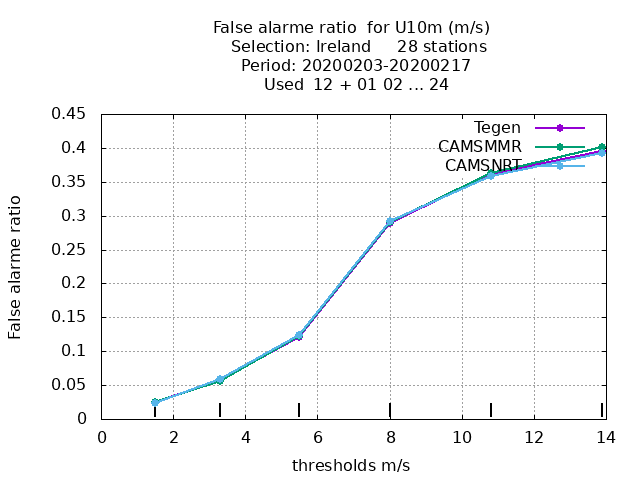 False alarme ratio  for U10m (m/s)
Selection: Ireland     28 stations
Period: 20200203-20200217
Used  12 + 01 02 ... 24
Tegen
CAMSMMR
CAMSNRT
False alarme ratio
0.45
0.4
0.35
0.3
0.25
0.2
0.15
0.1
0.05
0
0 2 4 6 8 10 12 14
thresholds m/s